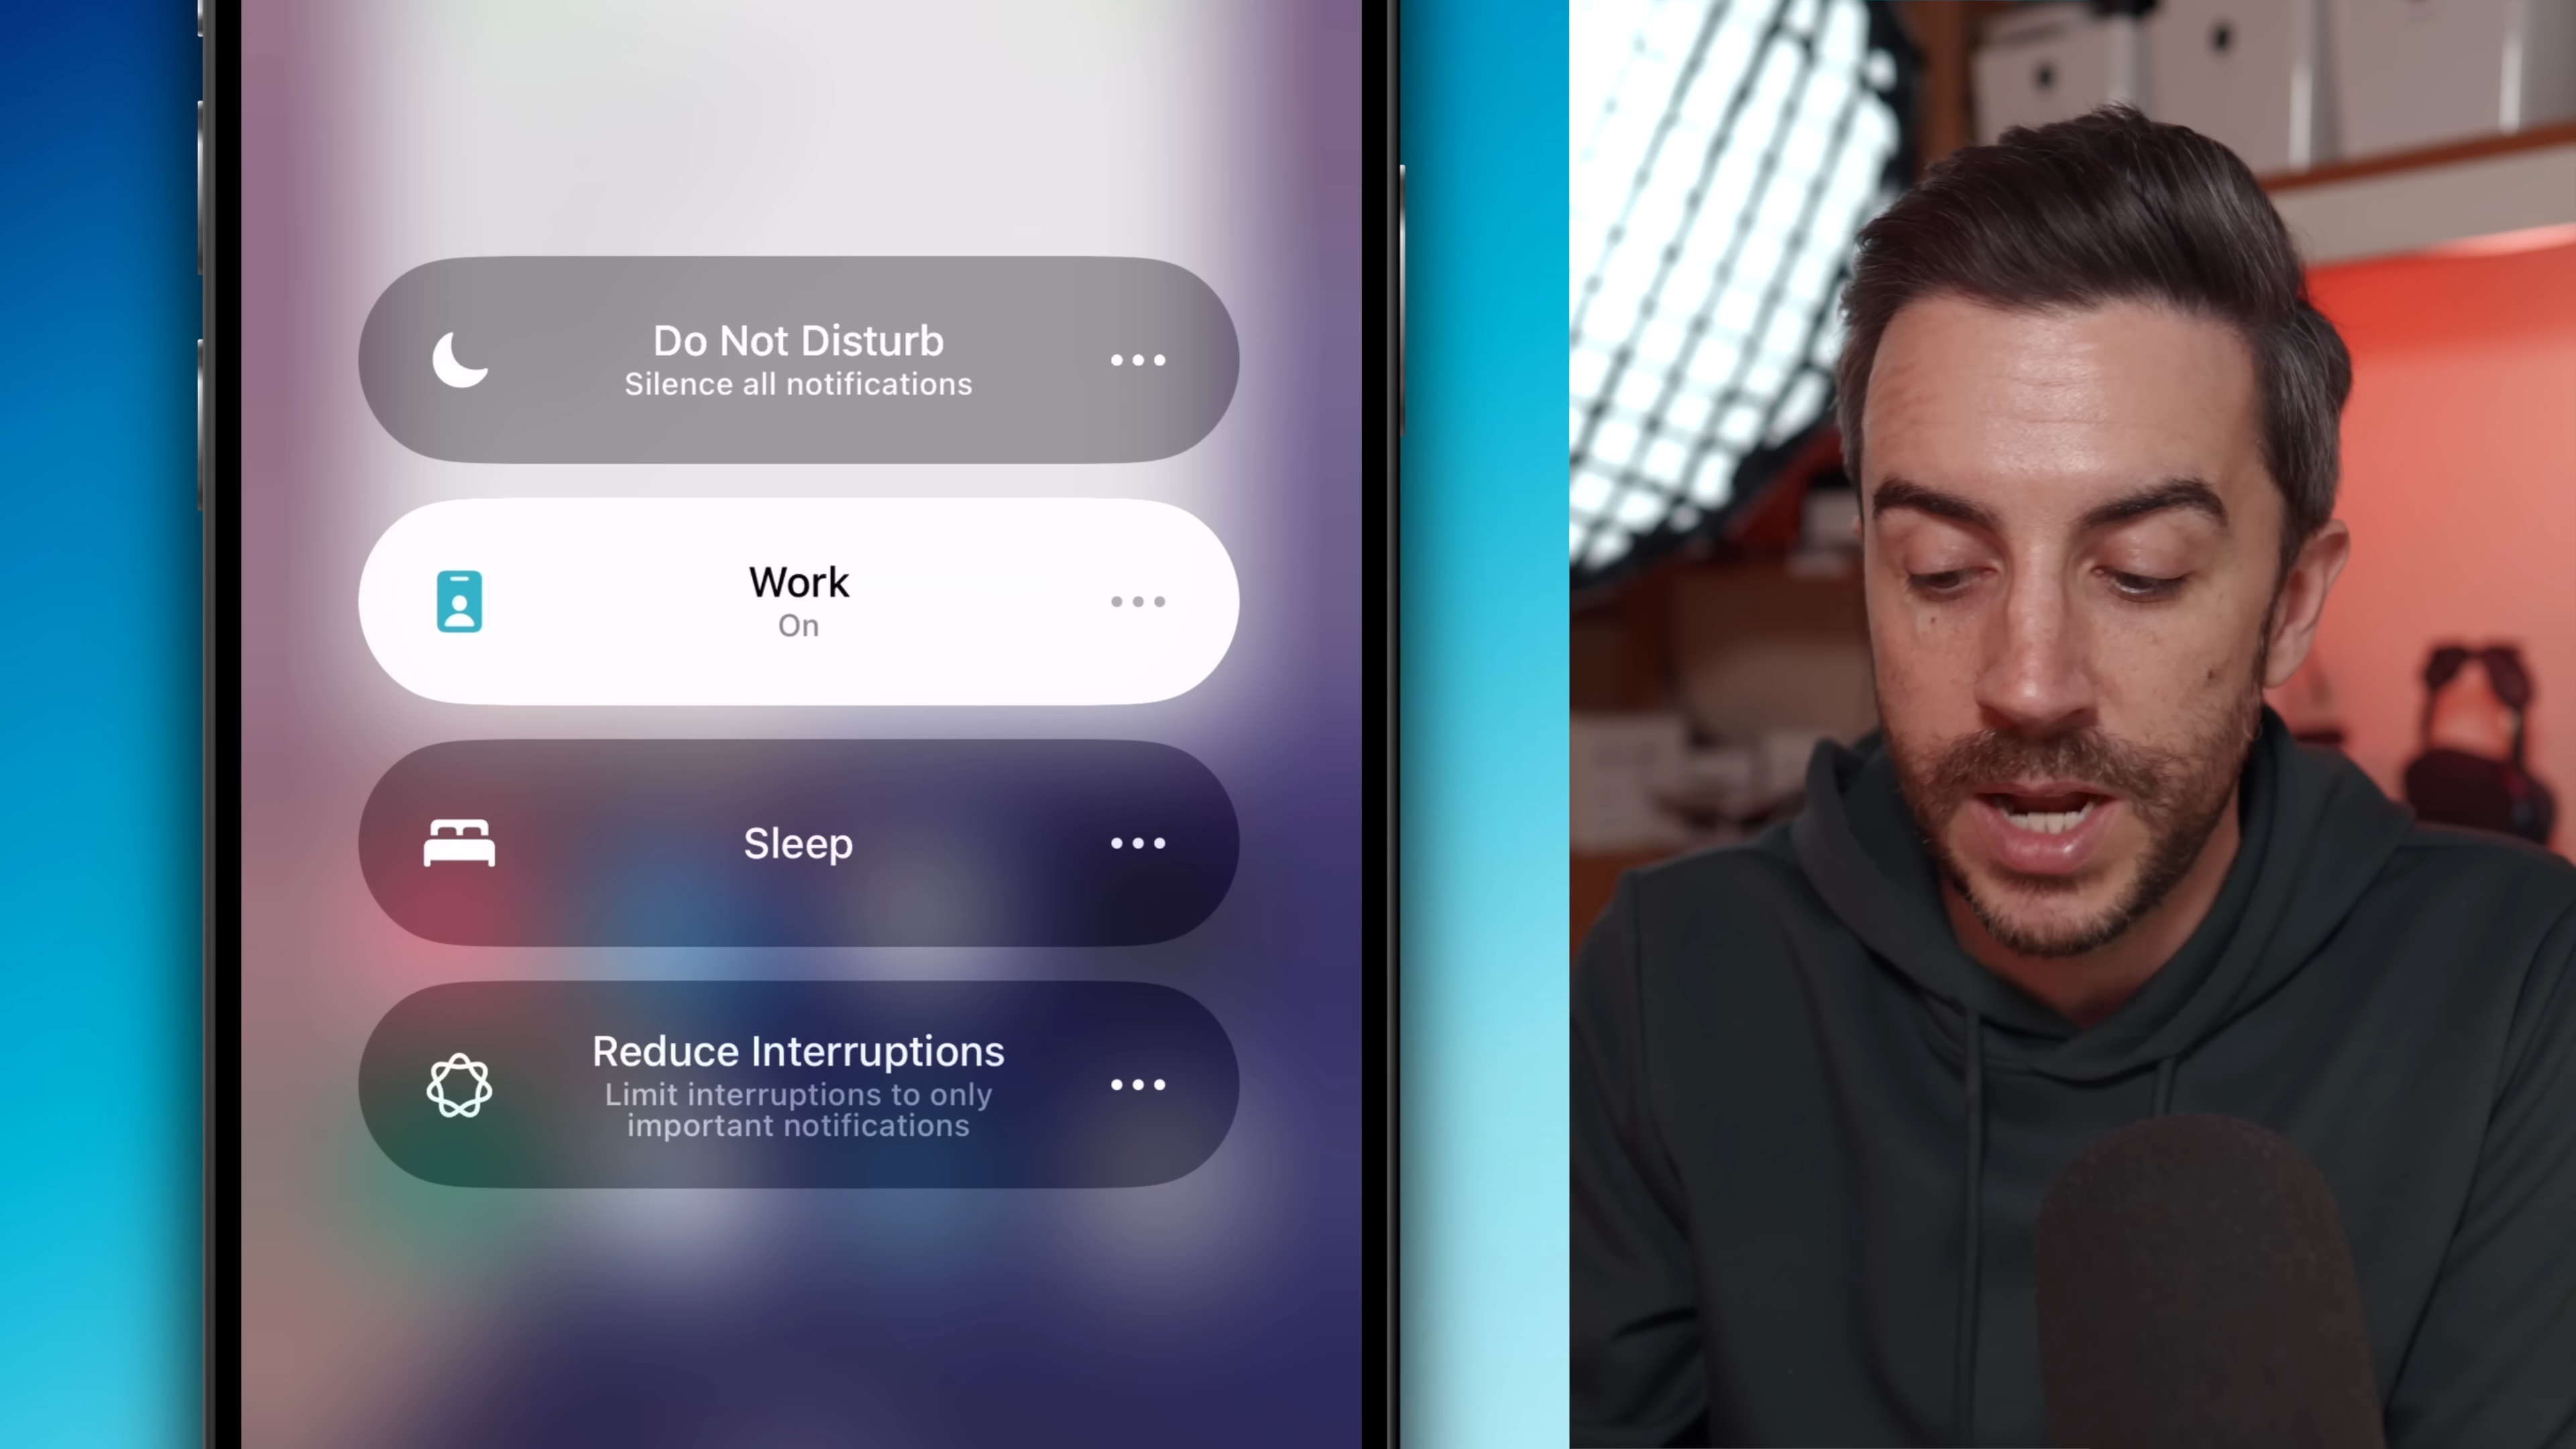 Do Not Disturb
Silence all notifications
Work
On
Sleep
Reduce Interruptions
Limit interruptions to only
important notifications